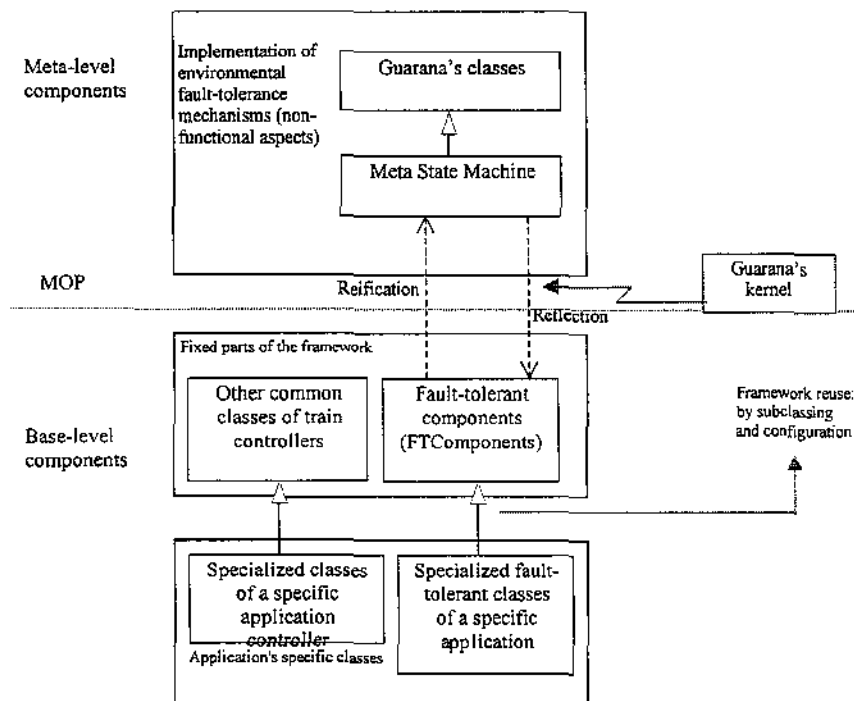 Meta-level
components
Implementation of
environmental
fault-tolerance
mechanisms (non-
functional aspects)
Guarana's classes
Meta State Machine
MOP
Reification
Reflection
Guarana's
kernel
Base-level
components
Fixed parts of the framework
Other common
classes of train
controllers
Fault-tolerant
components
(FTComponents)
Framework reuse:
by subclassing
and configuration
Specialized classes
of a specific
application
controller
Application's specific classes
Specialized fault-
tolerant classes
of a specific
application